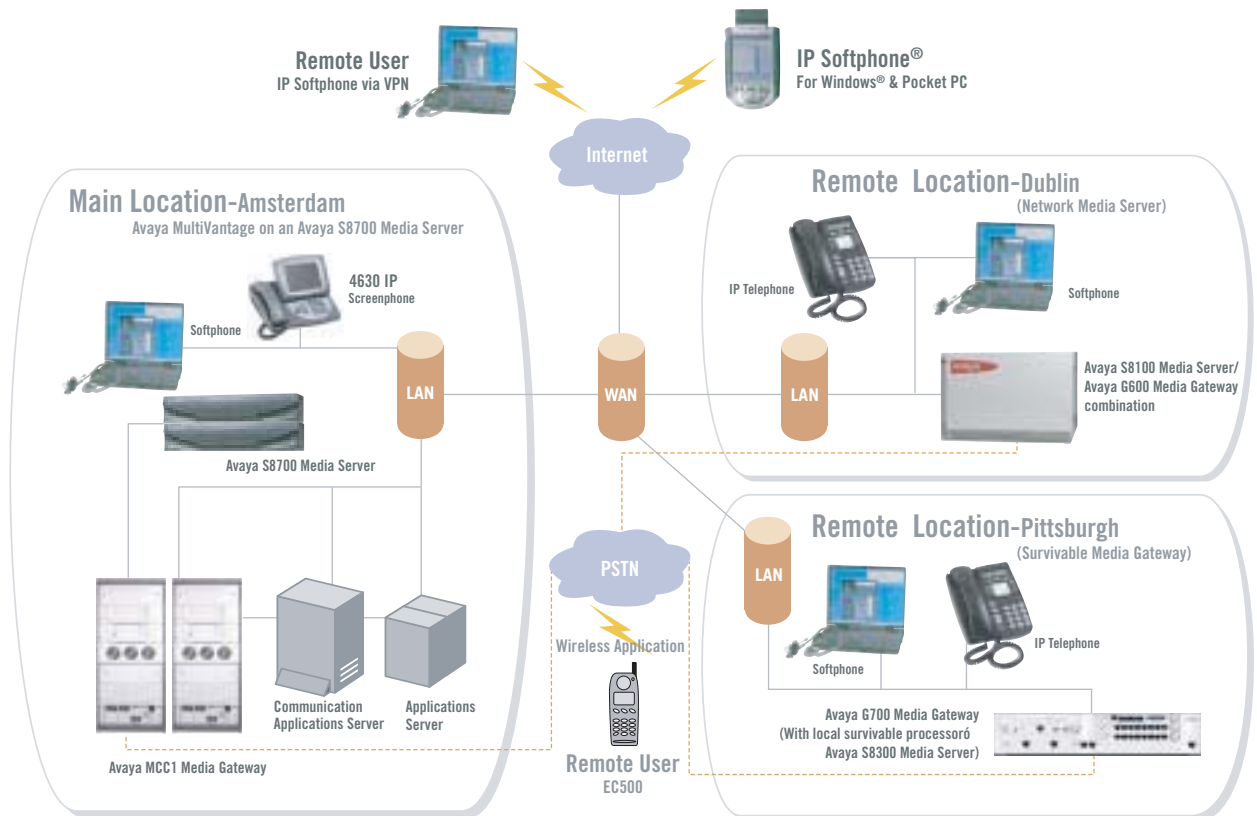 Remote User
IP Softphone via VPN
IP Softphone®
For Windows® & Pocket PC
Internet
Main Location-Amsterdam
Avaya MultiVantage on an Avaya S8700 Media Server
4630 IP
Screenphone
Softphone
LAN
Avaya S8700 Media Server
Communication
Applications Server
Applications
Server
Avaya MCC1 Media Gateway
WAN
PSTN
Wireless Application
Remote User
EC500
Remote Location-Dublin
(Network Media Server)
IP Telephone
Softphone
LAN
Avaya S8100 Media Server/
Avaya G600 Media Gateway
combination
Remote Location-Pittsburgh
(Survivable Media Gateway)
LAN
Softphone
IP Telephone
Avaya G700 Media Gateway
(With local survivable processoró
Avaya S8300 Media Server)